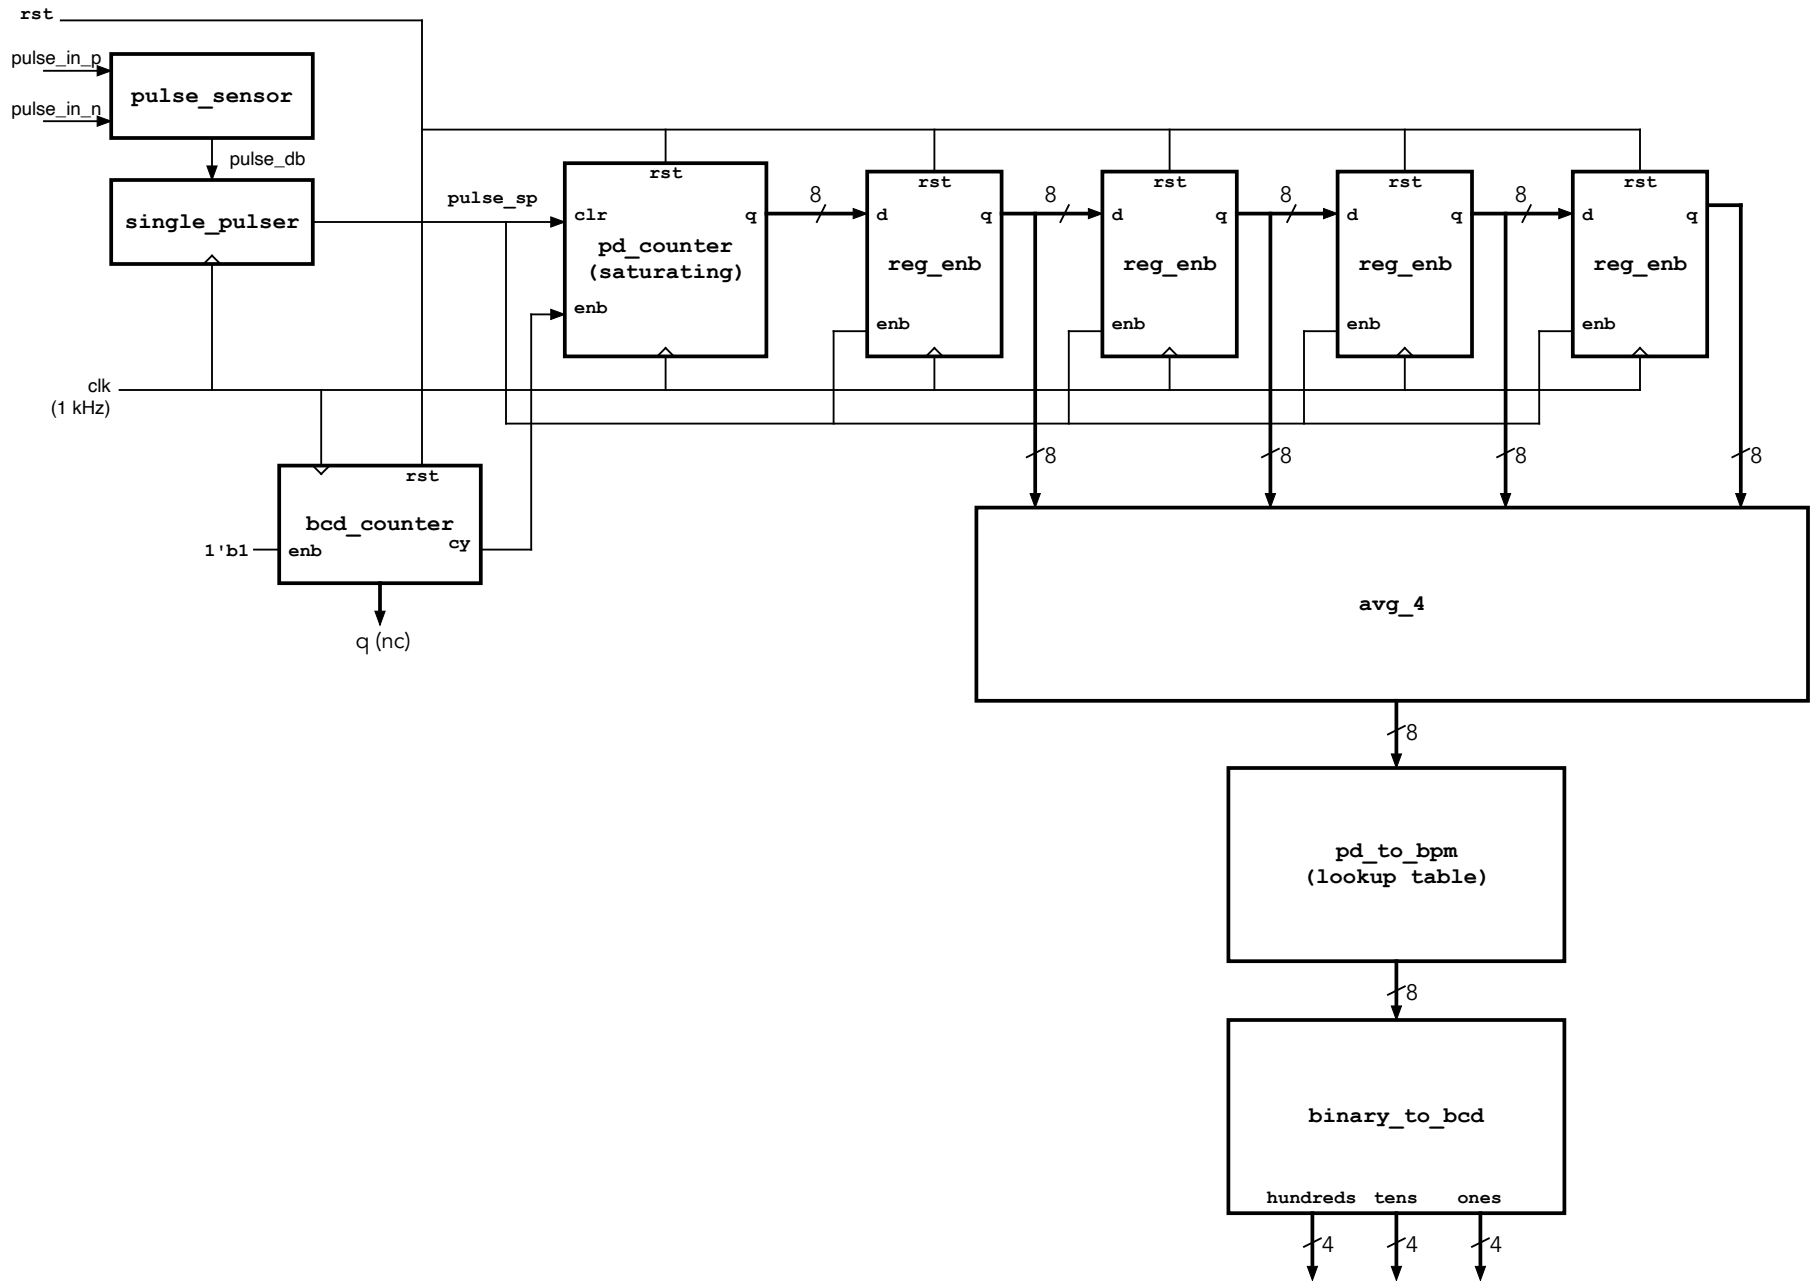 rst
pulse_in_p
pulse_in_n
pulse_sensor
pulse_db
single_pulser
pulse_sp
rst
clr
q
pd_counter
(saturating)
enb
8
rst
d
q
reg_enb
enb
8
rst
d
q
reg_enb
enb
8
rst
d
q
reg_enb
enb
8
rst
d
q
reg_enb
enb
clk
(1 kHz)
rst
bcd_counter
1'b1
enb
cy
q (nc)
8
8
8
8
avg_4
8
pd_to_bpm
(lookup table)
8
binary_to_bcd
hundreds tens ones
4
4
4